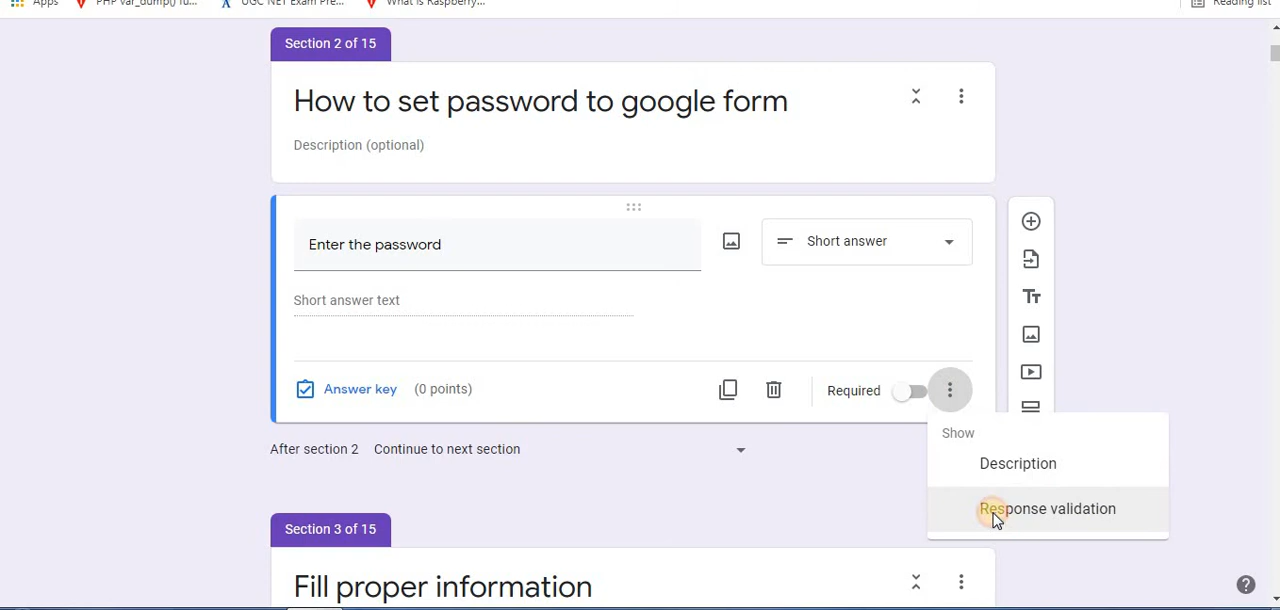 Apps PHP var_dump() fu... UGC NET Exam Pre... What is Raspberry... Reading list
Section 2 of 15
How to set password to google form
Description (optional)
Enter the password
Short answer
Short answer text
Answer key (0 points)
Required
Show
After section 2 Continue to next section
Description
Response validation
Section 3 of 15
Fill proper information